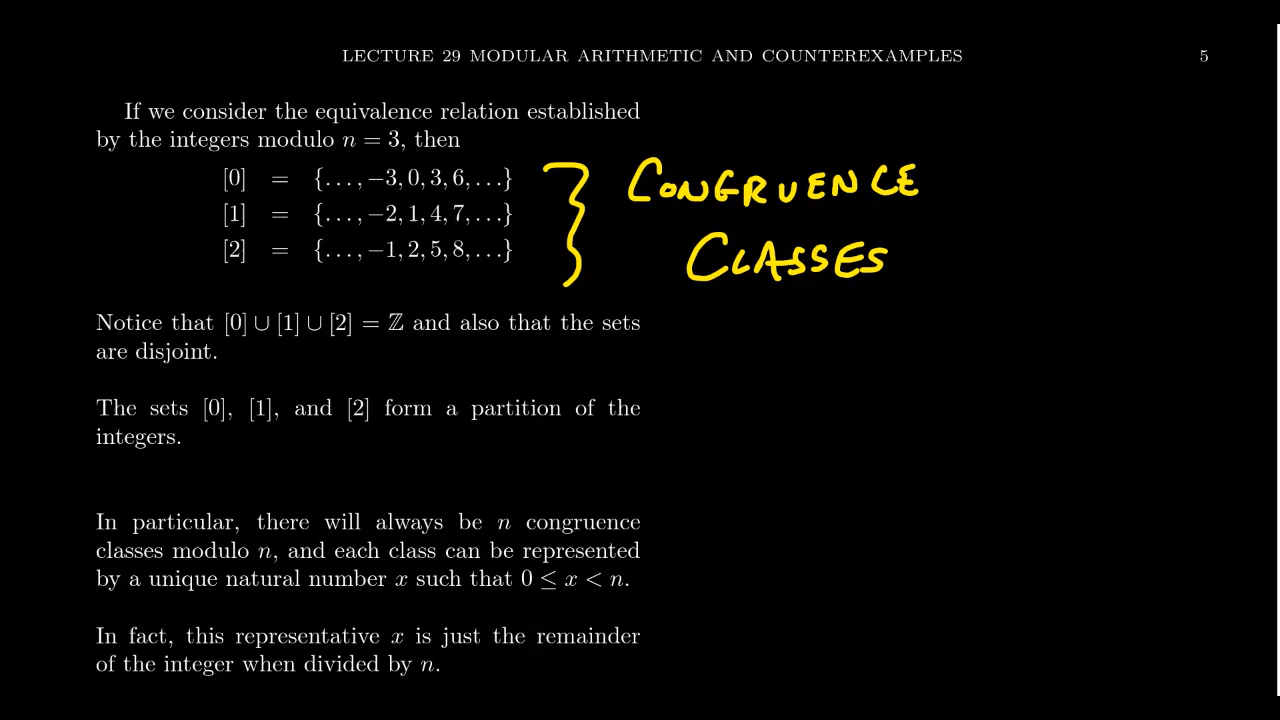 LECTURE 29 MODULAR ARITHMETIC AND COUNTEREXAMPLES 5
If we consider the equivalence relation established
by the integers modulo n = 3, then
[0] = {..., −3, 0, 3, 6, ...}
[1] = {..., −2, 1, 4, 7, ...}
[2] = {..., −1, 2, 5, 8, ...}
CONGRUENCE
CLASSES
Notice that [0] ∪ [1] ∪ [2] = ℤ and also that the sets
are disjoint.
The sets [0], [1], and [2] form a partition of the
integers.
In particular, there will always be n congruence
classes modulo n, and each class can be represented
by a unique natural number x such that 0 ≤ x < n.
In fact, this representative x is just the remainder
of the integer when divided by n.